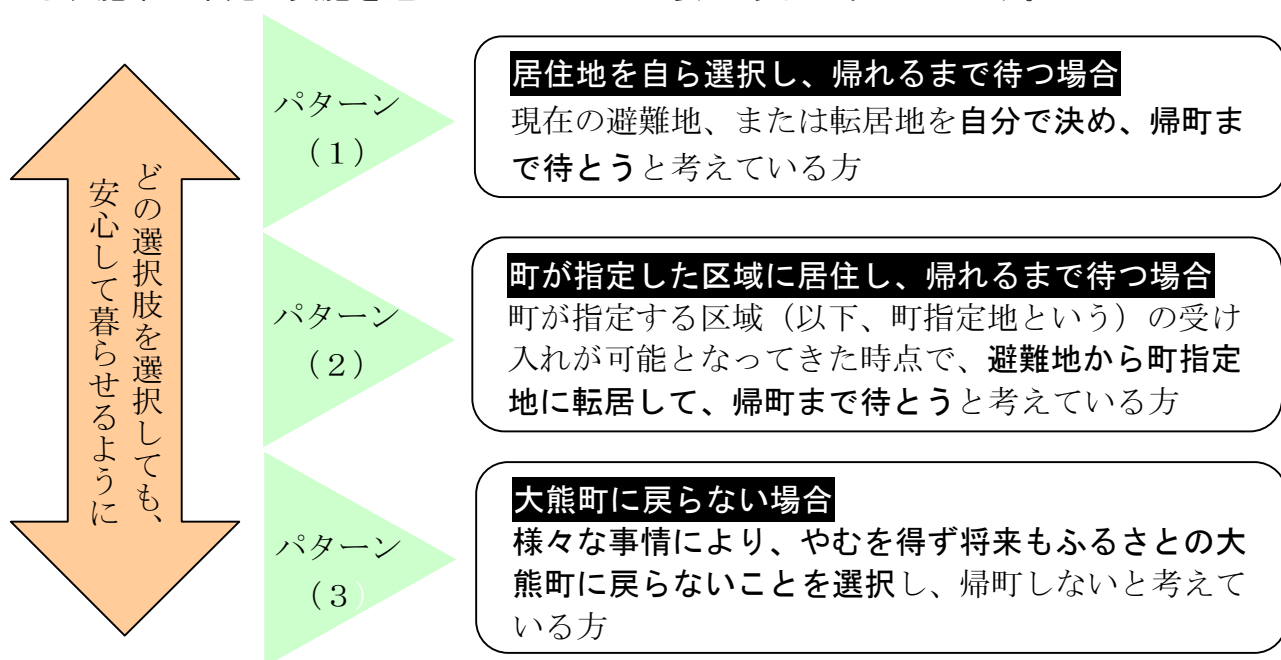 どの選択肢を選択しても、
安心して暮らせるように
パターン
(1)
居住地を自ら選択し、帰れるまで待つ場合
現在の避難地、または転居地を自分で決め、帰町ま
で待とうと考えている方
パターン
(2)
町が指定した区域に居住し、帰れるまで待つ場合
町が指定する区域（以下、町指定地という）の受け
入れが可能となってきた時点で、避難地から町指定
地に転居して、帰町まで待とうと考えている方
パターン
(3)
大熊町に戻らない場合
様々な事情により、やむを得ず将来もふるさとの大
熊町に戻らないことを選択し、帰町しないと考えて
いる方